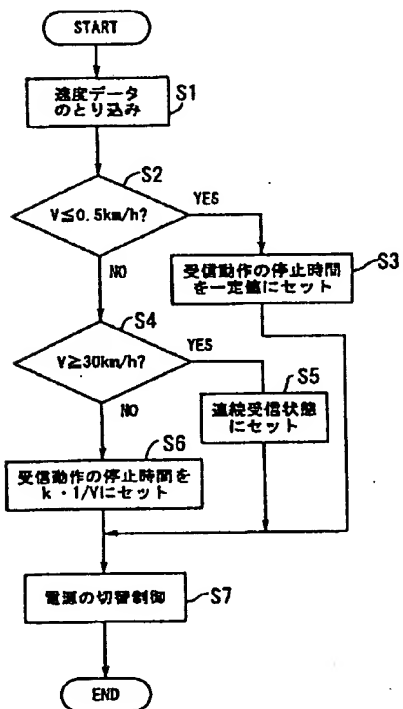 START
速度データ
のとり込み
S1
S2
V≦0.5km/h?
YES
NO
受信動作の停止時間
を一定値にセット
S3
S4
V≧30km/h?
YES
NO
S5
連続受信状態
にセット
S6
受信動作の停止時間を
k・1/Vにセット
電源の切替制御
S7
END